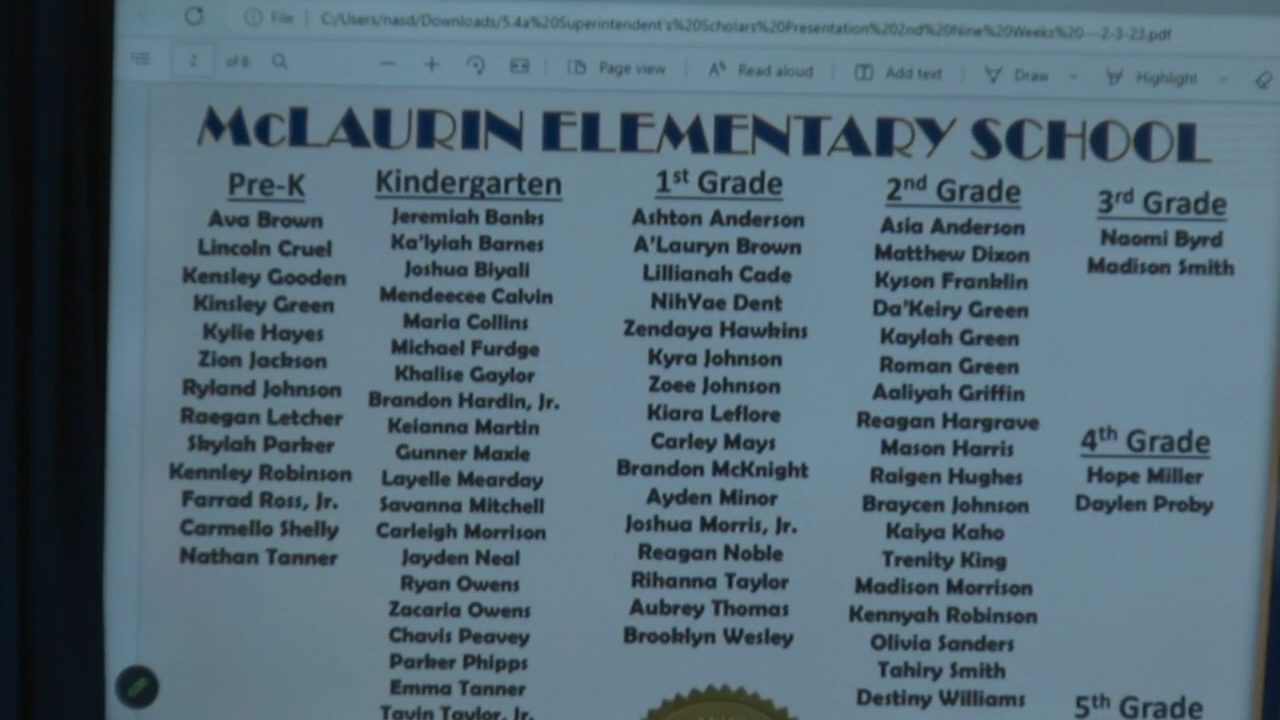 File C:/Users/nasd/Downloads/5.4a%20Superintendent's%20Scholars%20Presentation%202nd%20Nine%20Weeks%20---2-3-23.pdf
2 of 8 Page view Read aloud Add text Draw Highlight
McLAURIN ELEMENTARY SCHOOL
Pre-K
Ava Brown
Lincoln Cruel
Kensley Gooden
Kinsley Green
Kylie Hayes
Zion Jackson
Ryland Johnson
Raegan Letcher
Skylah Parker
Kennley Robinson
Farrad Ross, Jr.
Carmello Shelly
Nathan Tanner
Kindergarten
Jeremiah Banks
Ka'lyiah Barnes
Joshua Biyali
Mendeecee Calvin
Maria Collins
Michael Furdge
Khalise Gaylor
Brandon Hardin, Jr.
Keianna Martin
Gunner Maxie
Layelle Mearday
Savanna Mitchell
Carleigh Morrison
Jayden Neal
Ryan Owens
Zacaria Owens
Chavis Peavey
Parker Phipps
Emma Tanner
Tavin Taylor, Jr.
1st Grade
Ashton Anderson
A'Lauryn Brown
Lillianah Cade
NihYae Dent
Zendaya Hawkins
Kyra Johnson
Zoee Johnson
Kiara Leflore
Carley Mays
Brandon McKnight
Ayden Minor
Joshua Morris, Jr.
Reagan Noble
Rihanna Taylor
Aubrey Thomas
Brooklyn Wesley
2nd Grade
Asia Anderson
Matthew Dixon
Kyson Franklin
Da'Keiry Green
Kaylah Green
Roman Green
Aaliyah Griffin
Reagan Hargrave
Mason Harris
Raigen Hughes
Braycen Johnson
Kaiya Kaho
Trenity King
Madison Morrison
Kennyah Robinson
Olivia Sanders
Tahiry Smith
Destiny Williams
3rd Grade
Naomi Byrd
Madison Smith
4th Grade
Hope Miller
Daylen Proby
5th Grade